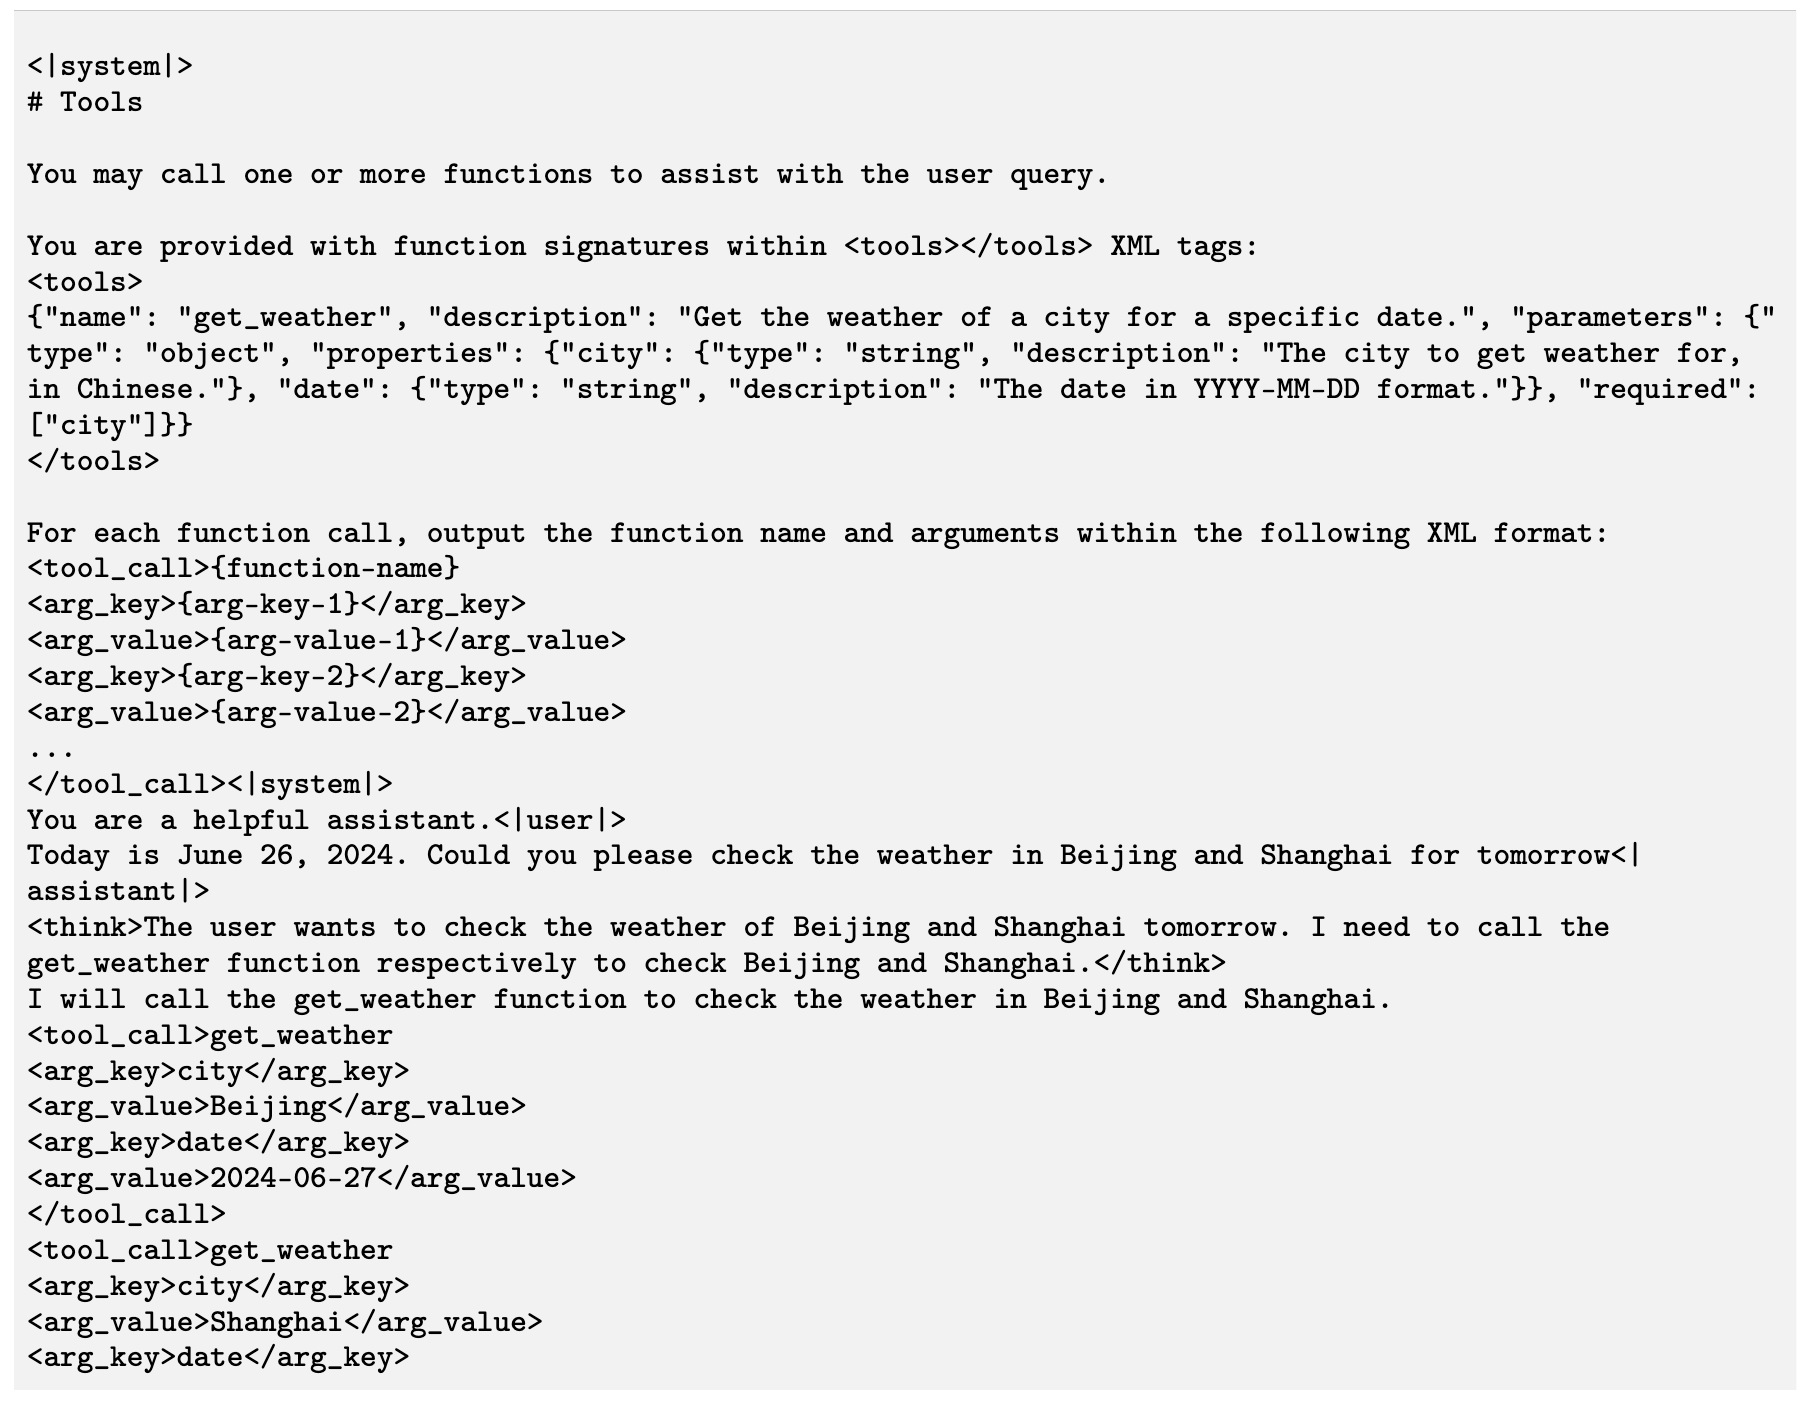 <|system|>
# Tools
You may call one or more functions to assist with the user query.
You are provided with function signatures within <tools></tools> XML tags:
<tools>
{"name": "get_weather", "description": "Get the weather of a city for a specific date.", "parameters": {"
type": "object", "properties": {"city": {"type": "string", "description": "The city to get weather for,
in Chinese."}, "date": {"type": "string", "description": "The date in YYYY-MM-DD format."}}, "required":
["city"]}}
</tools>
For each function call, output the function name and arguments within the following XML format:
<tool_call>{function-name}
<arg_key>{arg-key-1}</arg_key>
<arg_value>{arg-value-1}</arg_value>
<arg_key>{arg-key-2}</arg_key>
<arg_value>{arg-value-2}</arg_value>
...
</tool_call><|system|>
You are a helpful assistant.<|user|>
Today is June 26, 2024. Could you please check the weather in Beijing and Shanghai for tomorrow<|
assistant|>
<think>The user wants to check the weather of Beijing and Shanghai tomorrow. I need to call the
get_weather function respectively to check Beijing and Shanghai.</think>
I will call the get_weather function to check the weather in Beijing and Shanghai.
<tool_call>get_weather
<arg_key>city</arg_key>
<arg_value>Beijing</arg_value>
<arg_key>date</arg_key>
<arg_value>2024-06-27</arg_value>
</tool_call>
<tool_call>get_weather
<arg_key>city</arg_key>
<arg_value>Shanghai</arg_value>
<arg_key>date</arg_key>